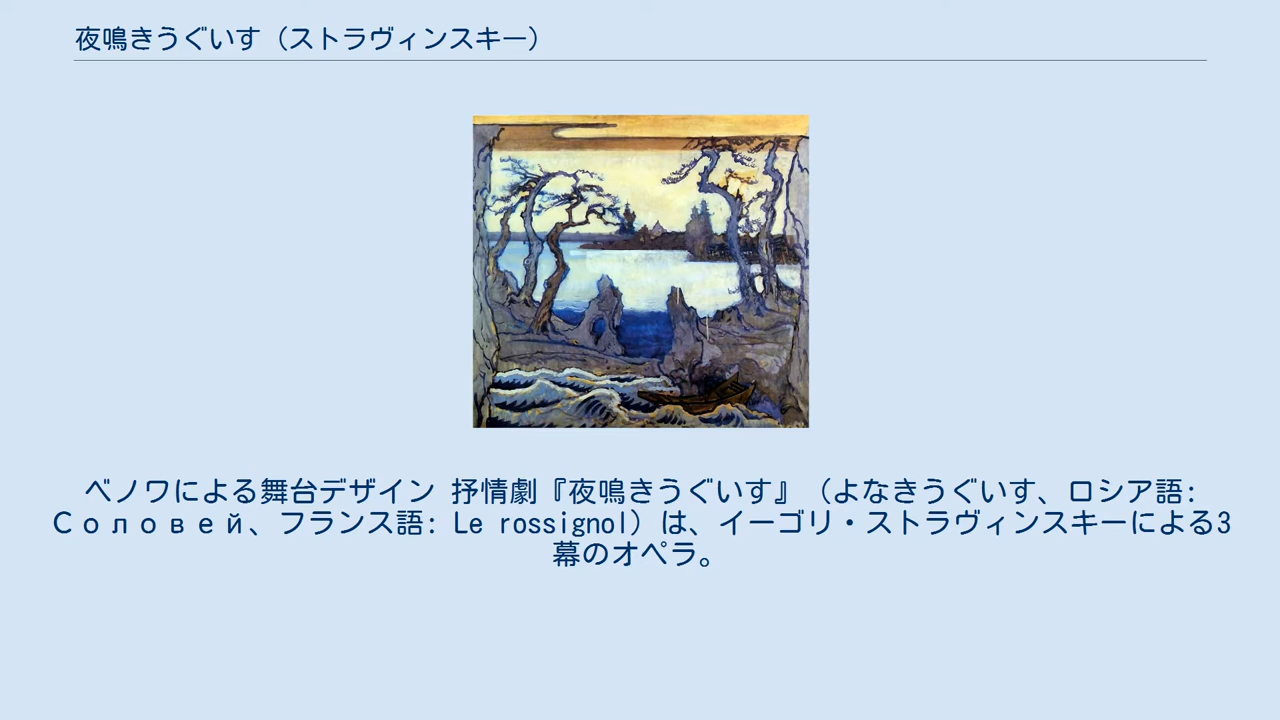 夜鳴きうぐいす（ストラヴィンスキー）
ベノワによる舞台デザイン 抒情劇『夜鳴きうぐいす』（よなきうぐいす、ロシア語:
Соловей、フランス語: Le rossignol）は、イーゴリ・ストラヴィンスキーによる3
幕のオペラ。